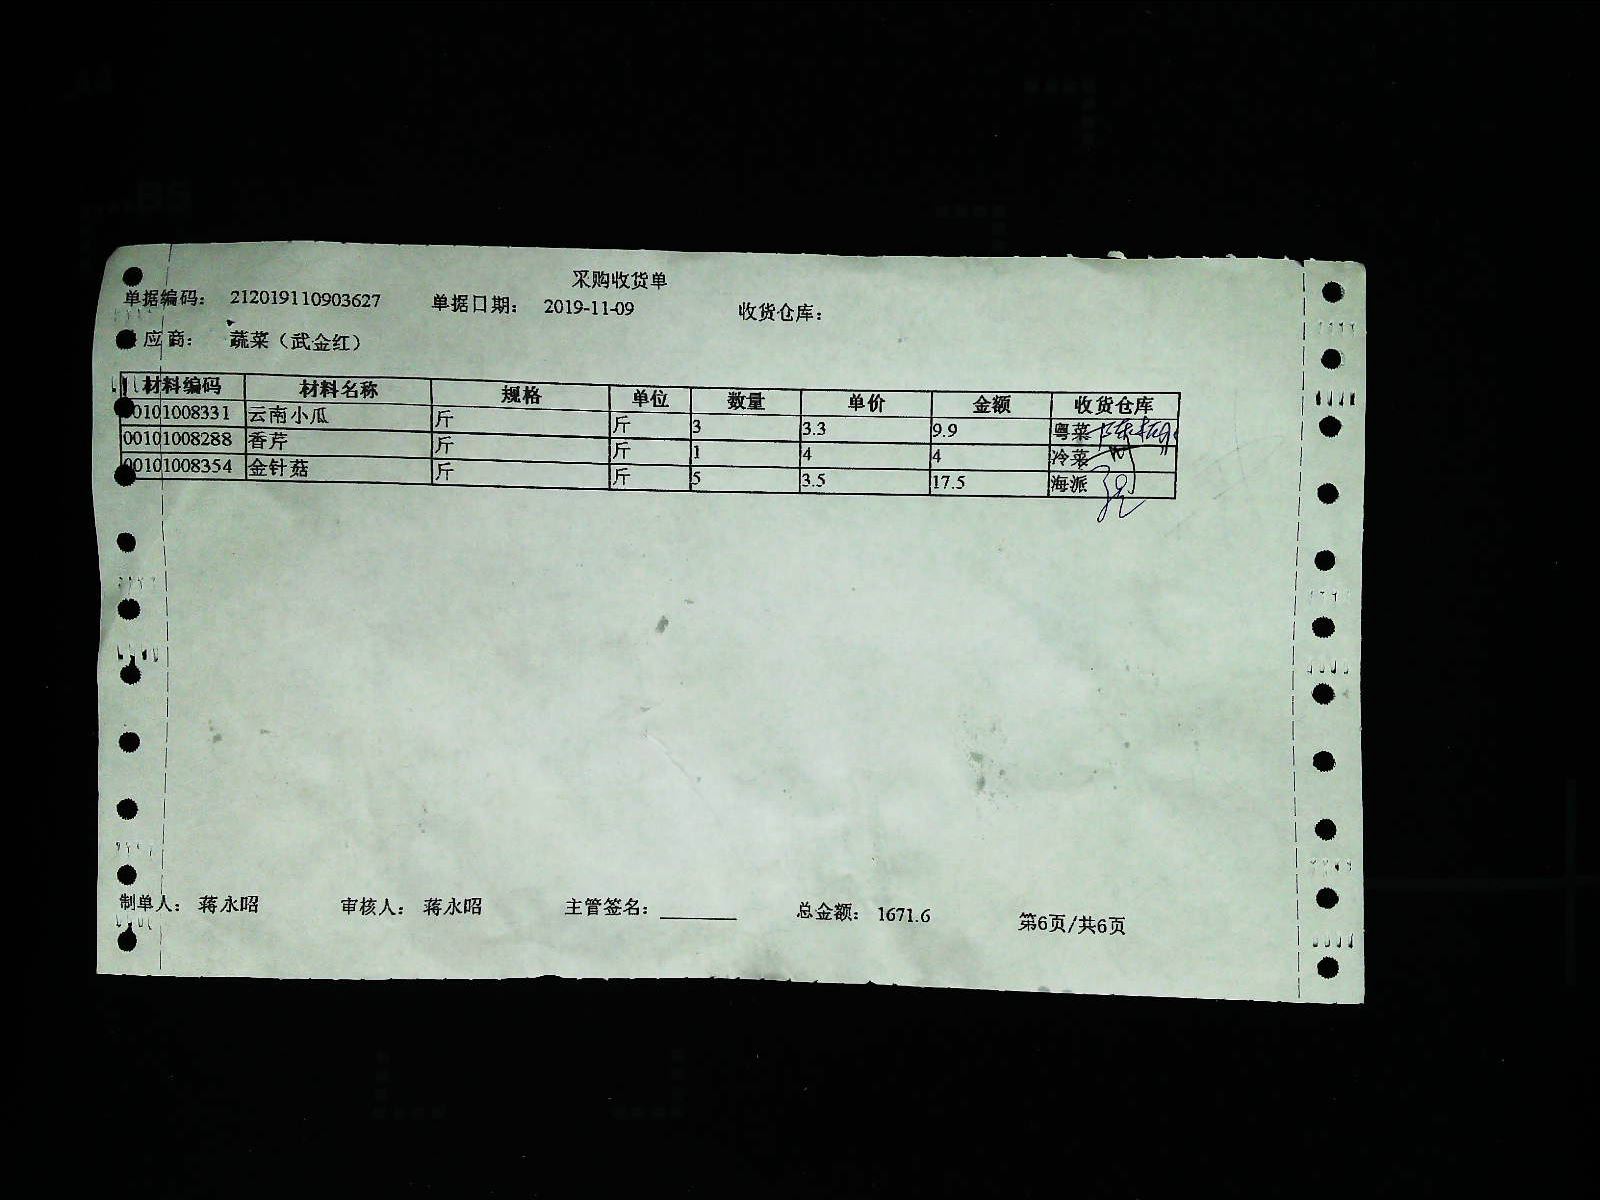 采购收货单
单据编码： 212019110903627 单据日期： 2019-11-09 收货仓库：
应商： 蔬菜（武金红）
材料编码 材料名称 规格 单位 数量 单价 金额 收货仓库
00101008331 云南小瓜 斤 斤 3 3.3 9.9 粤菜
00101008288 香芹 斤 斤 1 4 4 冷菜
00101008354 金针菇 斤 斤 5 3.5 17.5 海派
制单人： 蒋永昭 审核人： 蒋永昭 主管签名： 总金额： 1671.6 第6页/共6页